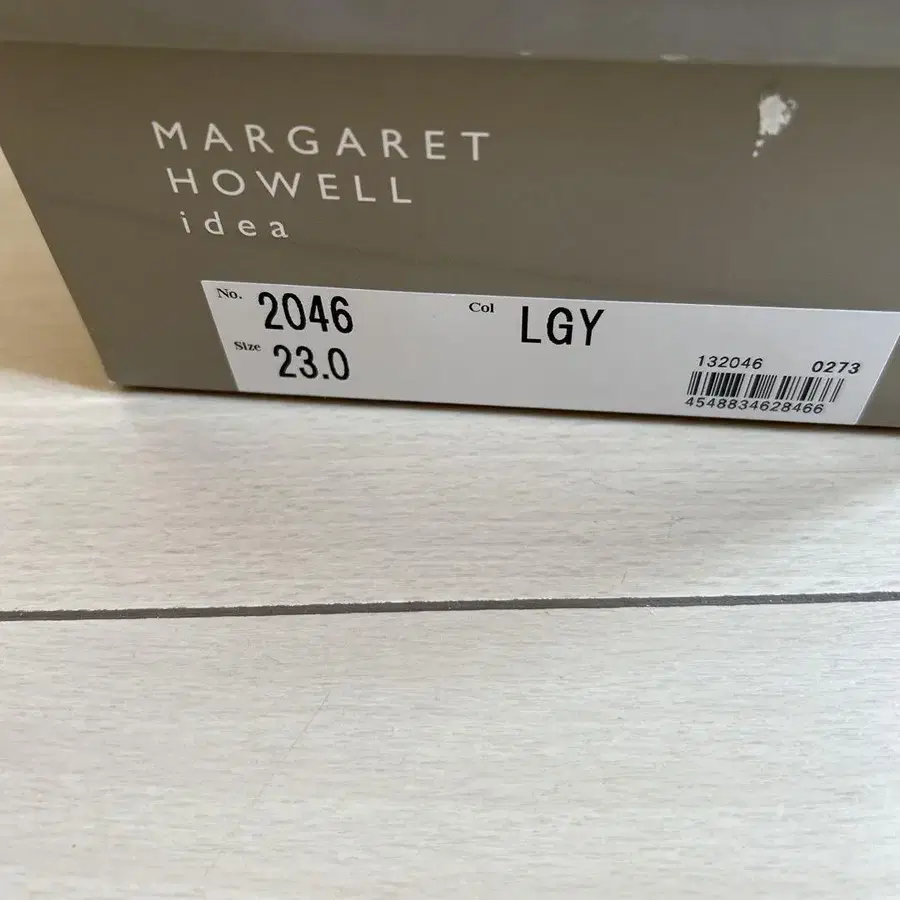 MARGARET
HOWELL
idea
No. 2046 Col LGY
Size 23.0
132046 0273
4548834628466